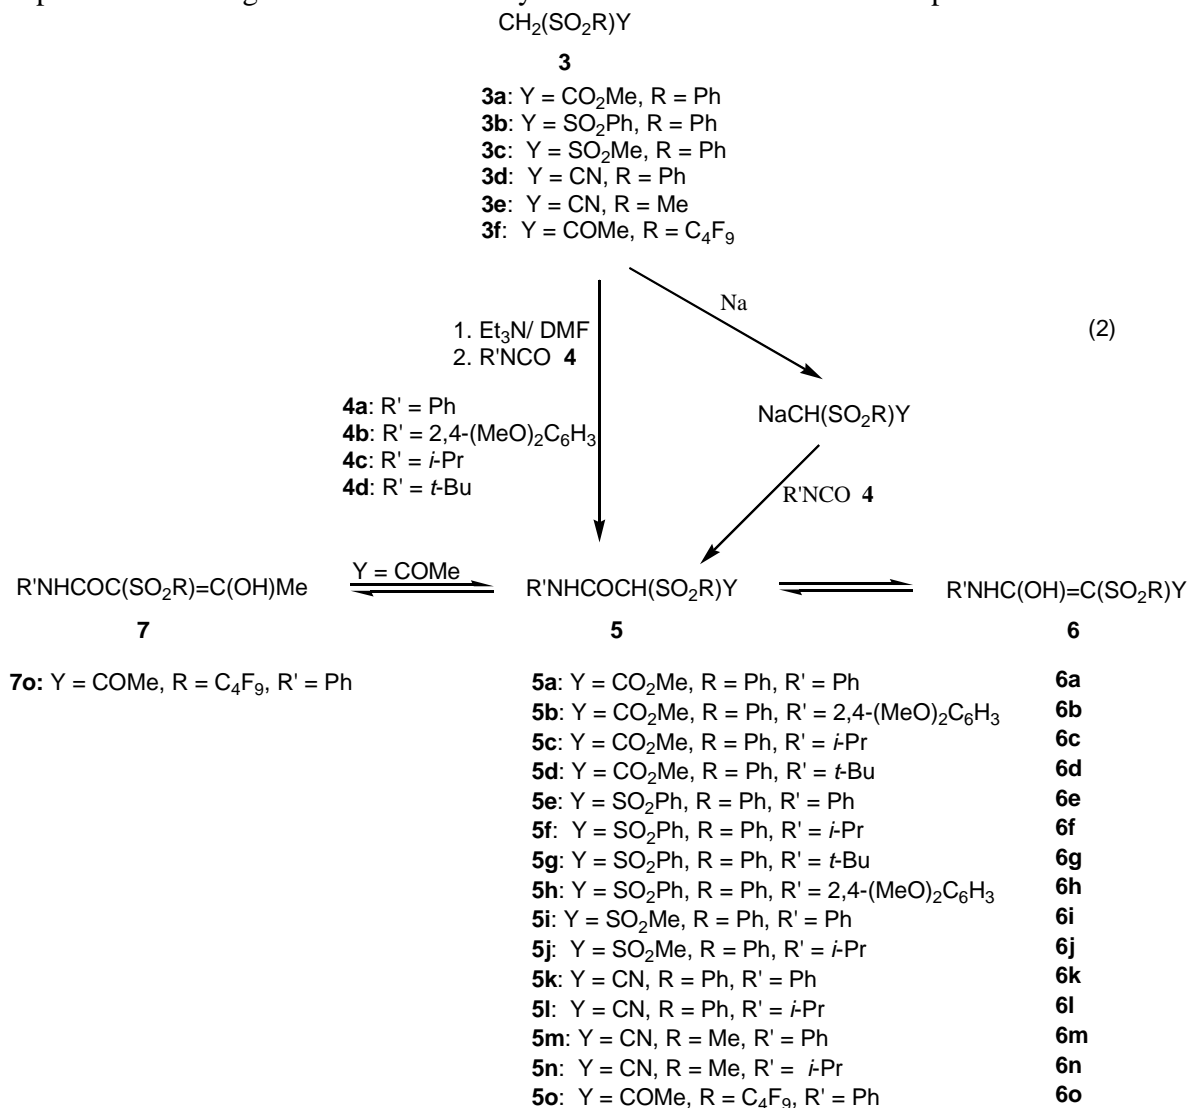 CH2(SO2R)Y
3
3a: Y = CO2Me, R = Ph
3b: Y = SO2Ph, R = Ph
3c: Y = SO2Me, R = Ph
3d: Y = CN, R = Ph
3e: Y = CN, R = Me
3f: Y = COMe, R = C4F9
Na
1. Et3N/ DMF
2. R'NCO 4
(2)
4a: R' = Ph
4b: R' = 2,4-(MeO)2C6H3
4c: R' = i-Pr
4d: R' = t-Bu
NaCH(SO2R)Y
R'NCO 4
R'NHCOC(SO2R)=C(OH)Me
Y = COMe
R'NHCOCH(SO2R)Y
R'NHC(OH)=C(SO2R)Y
7
5
6
7o: Y = COMe, R = C4F9, R' = Ph
5a: Y = CO2Me, R = Ph, R' = Ph
6a
5b: Y = CO2Me, R = Ph, R' = 2,4-(MeO)2C6H3
6b
5c: Y = CO2Me, R = Ph, R' = i-Pr
6c
5d: Y = CO2Me, R = Ph, R' = t-Bu
6d
5e: Y = SO2Ph, R = Ph, R' = Ph
6e
5f: Y = SO2Ph, R = Ph, R' = i-Pr
6f
5g: Y = SO2Ph, R = Ph, R' = t-Bu
6g
5h: Y = SO2Ph, R = Ph, R' = 2,4-(MeO)2C6H3
6h
5i: Y = SO2Me, R = Ph, R' = Ph
6i
5j: Y = SO2Me, R = Ph, R' = i-Pr
6j
5k: Y = CN, R = Ph, R' = Ph
6k
5l: Y = CN, R = Ph, R' = i-Pr
6l
5m: Y = CN, R = Me, R' = Ph
6m
5n: Y = CN, R = Me, R' = i-Pr
6n
5o: Y = COMe, R = C4F9, R' = Ph
6o